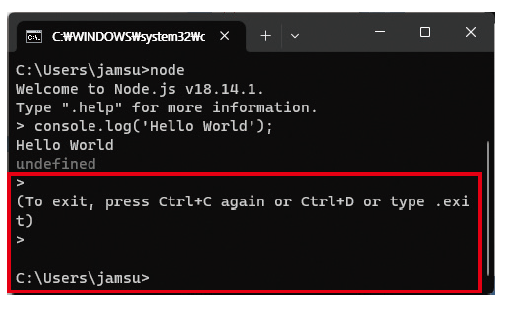 C:₩WINDOWS₩system32₩c
C:\Users\jamsu>node
Welcome to Node.js v18.14.1.
Type ".help" for more information.
> console.log('Hello World');
Hello World
undefined
>
(To exit, press Ctrl+C again or Ctrl+D or type .exi
t)
>
C:\Users\jamsu>